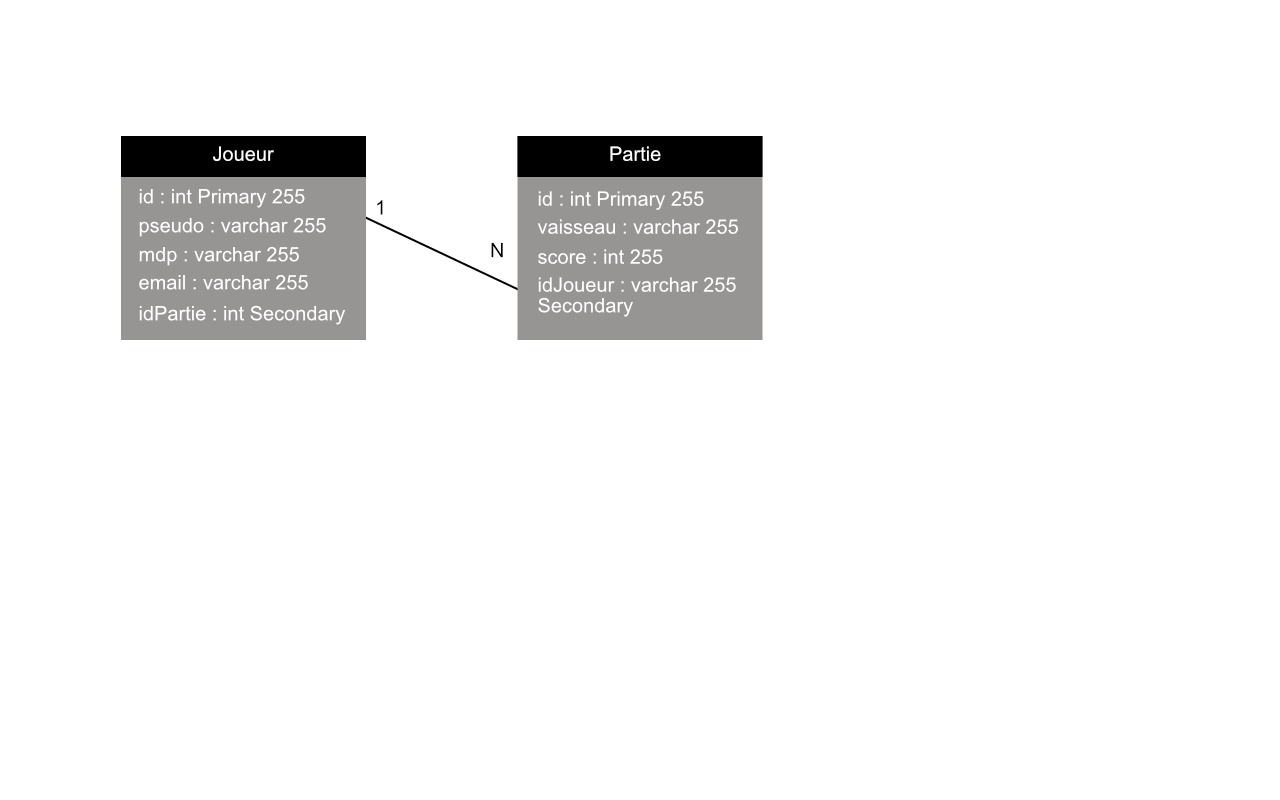 Joueur
id : int Primary 255
pseudo : varchar 255
mdp : varchar 255
email : varchar 255
idPartie : int Secondary
1
N
Partie
id : int Primary 255
vaisseau : varchar 255
score : int 255
idJoueur : varchar 255
Secondary